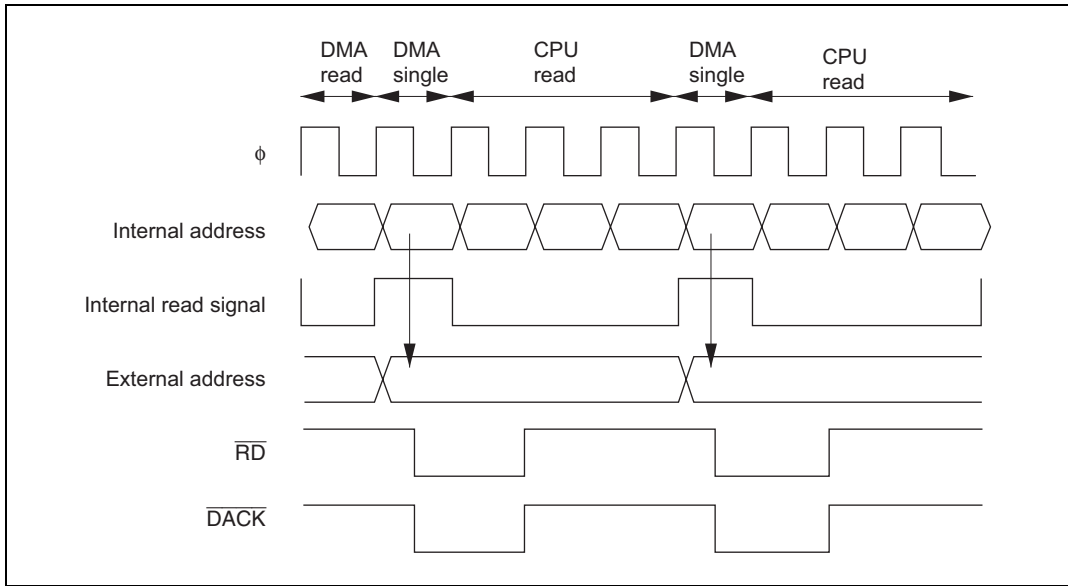 DMA read
DMA single
CPU read
DMA single
CPU read
ϕ
Internal address
Internal read signal
External address
RD
DACK